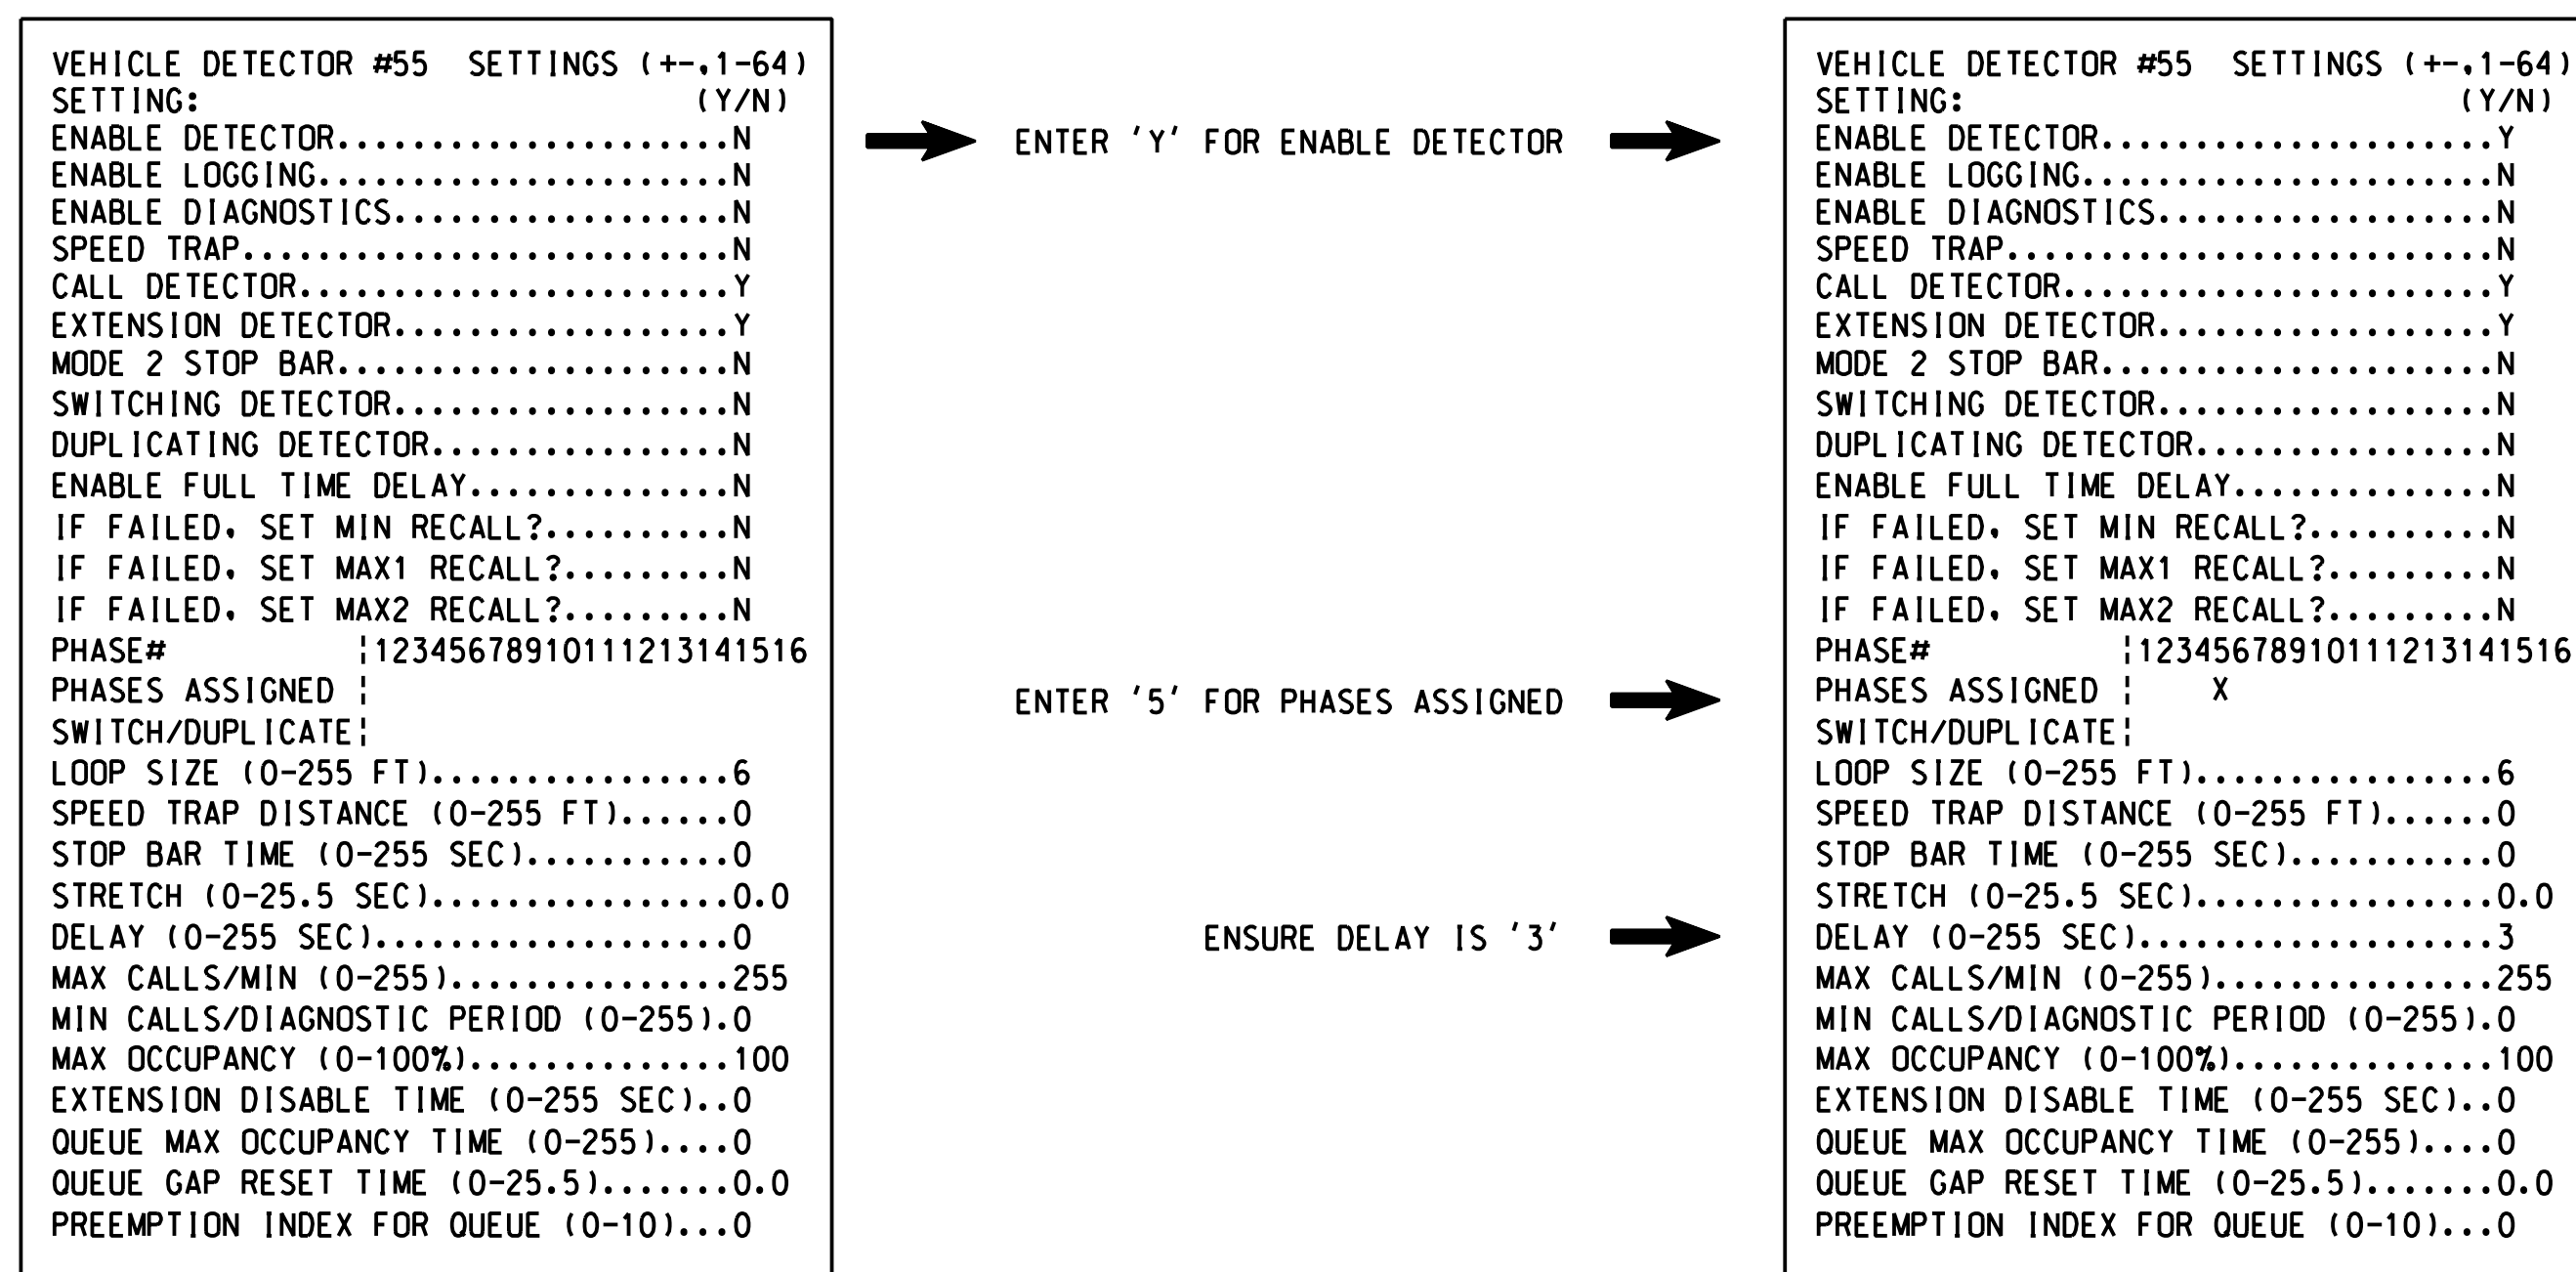 VEHICLE DETECTOR #55  SETTINGS (+-,1-64)
SETTING:                          (Y/N)
ENABLE DETECTOR.....................N
ENABLE LOGGING......................N
ENABLE DIAGNOSTICS..................N
SPEED TRAP..........................N
CALL DETECTOR.......................Y
EXTENSION DETECTOR..................Y
MODE 2 STOP BAR.....................N
SWITCHING DETECTOR..................N
DUPLICATING DETECTOR................N
ENABLE FULL TIME DELAY..............N
IF FAILED, SET MIN RECALL?..........N
IF FAILED, SET MAX1 RECALL?.........N
IF FAILED, SET MAX2 RECALL?.........N
PHASE#          ¦12345678910111213141516
PHASES ASSIGNED ¦
SWITCH/DUPLICATE¦
LOOP SIZE (0-255 FT)................6
SPEED TRAP DISTANCE (0-255 FT)......0
STOP BAR TIME (0-255 SEC)...........0
STRETCH (0-25.5 SEC)................0.0
DELAY (0-255 SEC)...................0
MAX CALLS/MIN (0-255)...............255
MIN CALLS/DIAGNOSTIC PERIOD (0-255).0
MAX OCCUPANCY (0-100%)..............100
EXTENSION DISABLE TIME (0-255 SEC)..0
QUEUE MAX OCCUPANCY TIME (0-255)....0
QUEUE GAP RESET TIME (0-25.5).......0.0
PREEMPTION INDEX FOR QUEUE (0-10)...0
ENTER 'Y' FOR ENABLE DETECTOR
ENTER '5' FOR PHASES ASSIGNED
ENSURE DELAY IS '3'
VEHICLE DETECTOR #55  SETTINGS (+-,1-64)
SETTING:                          (Y/N)
ENABLE DETECTOR.....................Y
ENABLE LOGGING......................N
ENABLE DIAGNOSTICS..................N
SPEED TRAP..........................N
CALL DETECTOR.......................Y
EXTENSION DETECTOR..................Y
MODE 2 STOP BAR.....................N
SWITCHING DETECTOR..................N
DUPLICATING DETECTOR................N
ENABLE FULL TIME DELAY..............N
IF FAILED, SET MIN RECALL?..........N
IF FAILED, SET MAX1 RECALL?.........N
IF FAILED, SET MAX2 RECALL?.........N
PHASE#          ¦12345678910111213141516
PHASES ASSIGNED ¦    X
SWITCH/DUPLICATE¦
LOOP SIZE (0-255 FT)................6
SPEED TRAP DISTANCE (0-255 FT)......0
STOP BAR TIME (0-255 SEC)...........0
STRETCH (0-25.5 SEC)................0.0
DELAY (0-255 SEC)...................3
MAX CALLS/MIN (0-255)...............255
MIN CALLS/DIAGNOSTIC PERIOD (0-255).0
MAX OCCUPANCY (0-100%)..............100
EXTENSION DISABLE TIME (0-255 SEC)..0
QUEUE MAX OCCUPANCY TIME (0-255)....0
QUEUE GAP RESET TIME (0-25.5).......0.0
PREEMPTION INDEX FOR QUEUE (0-10)...0